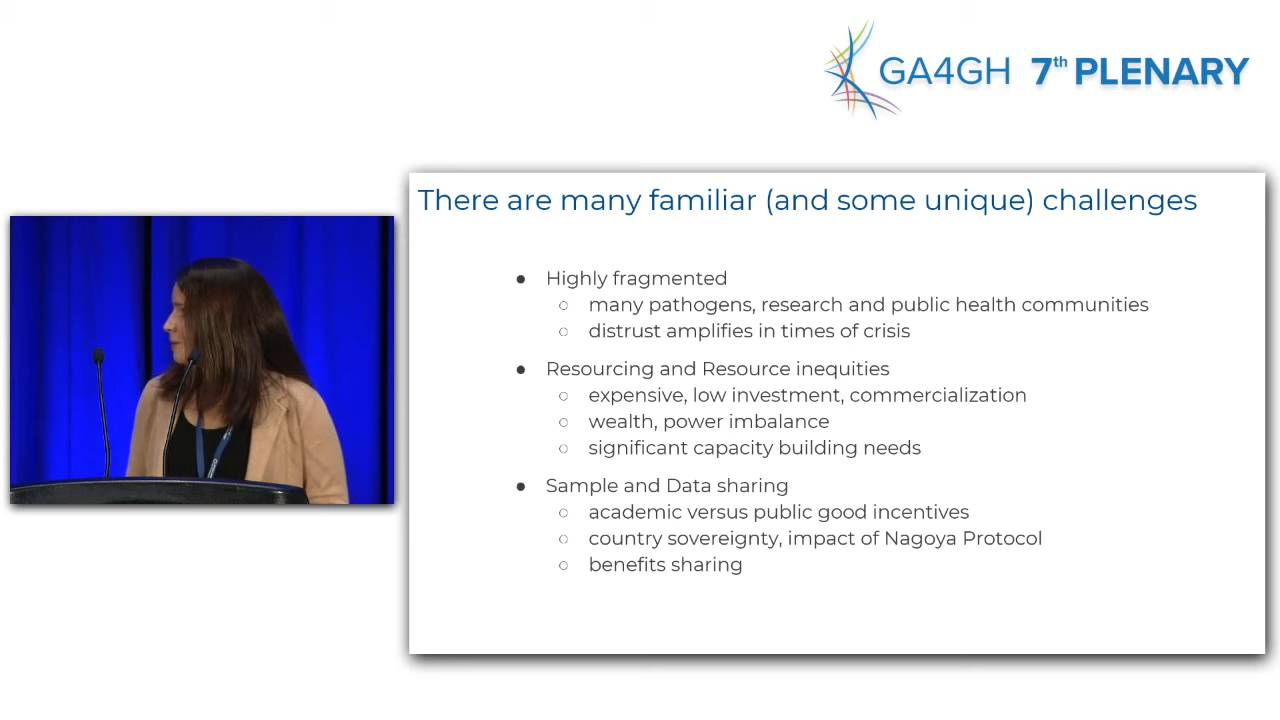 GA4GH 7th PLENARY
There are many familiar (and some unique) challenges
● Highly fragmented
○ many pathogens, research and public health communities
○ distrust amplifies in times of crisis
● Resourcing and Resource inequities
○ expensive, low investment, commercialization
○ wealth, power imbalance
○ significant capacity building needs
● Sample and Data sharing
○ academic versus public good incentives
○ country sovereignty, impact of Nagoya Protocol
○ benefits sharing